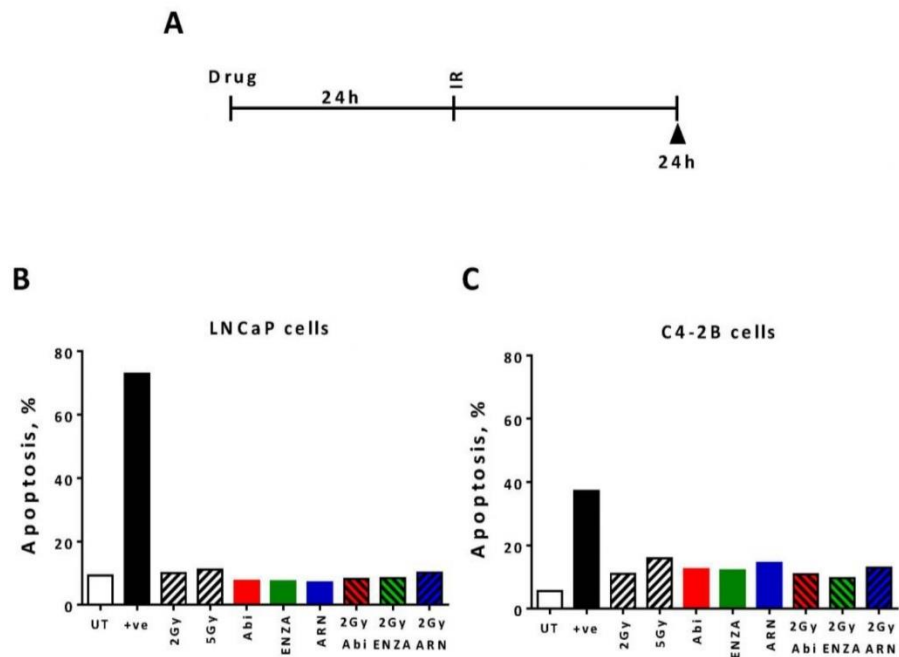 A
Drug
24h
IR
24h
B
LNCaP cells
Apoptosis, %
80
60
40
20
0
UT
+ve
2Gy
5Gy
Abi
ENZA
ARN
2Gy Abi
2Gy ENZA
2Gy ARN
C
C4-2B cells
Apoptosis, %
80
60
40
20
0
UT
+ve
2Gy
5Gy
Abi
ENZA
ARN
2Gy Abi
2Gy ENZA
2Gy ARN